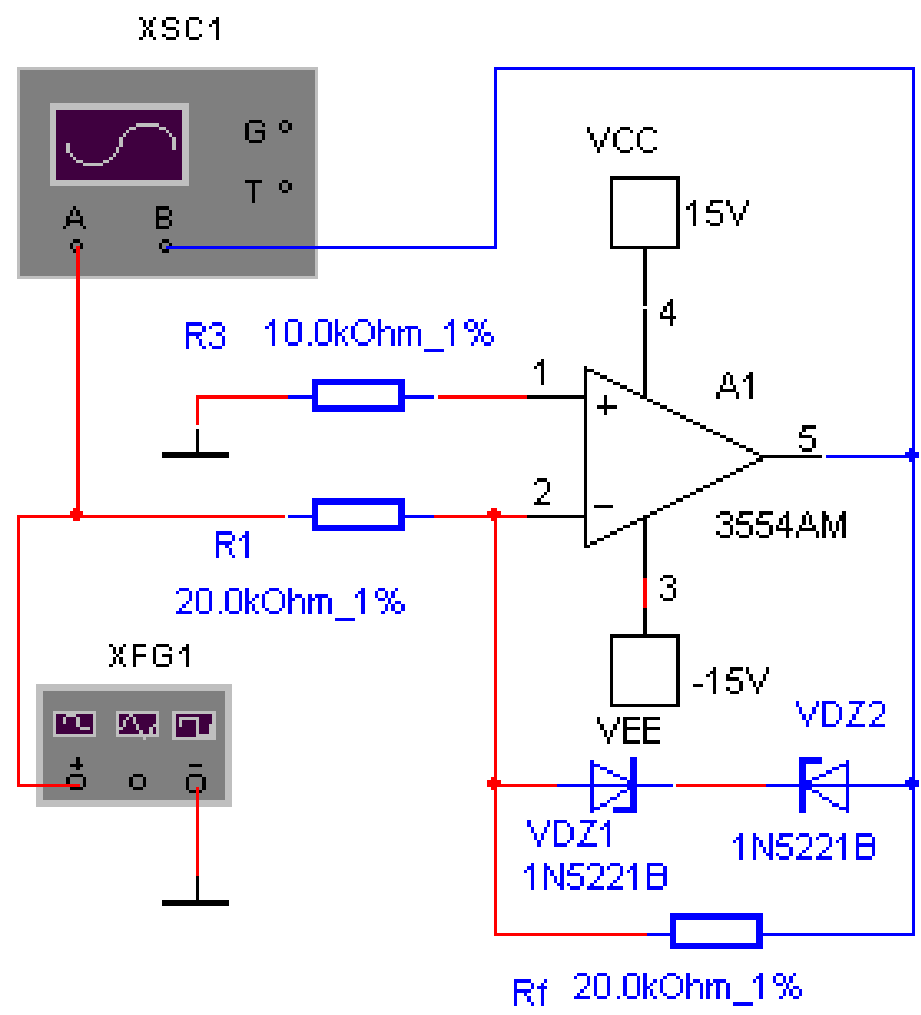 XSC1
G
T
A B
VCC
15V
4
R3 10.0kOhm_1%
1
+
A1
5
2
−
3554AM
R1
20.0kOhm_1%
3
XFG1
-15V
VEE
VDZ2
+ −
VDZ1
1N5221B
1N5221B
Rf 20.0kOhm_1%